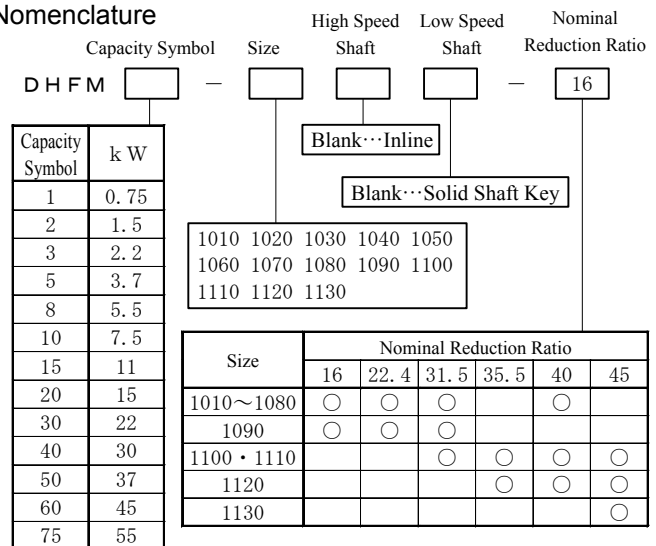 Nomenclature
Capacity Symbol Size High Speed Shaft Low Speed Shaft Nominal Reduction Ratio
DHFM － － 16
Blank…Inline
Blank…Solid Shaft Key
1010 1020 1030 1040 1050
1060 1070 1080 1090 1100
1110 1120 1130
Capacity Symbol kW
1 0.75
2 1.5
3 2.2
5 3.7
8 5.5
10 7.5
15 11
20 15
30 22
40 30
50 37
60 45
75 55
Size Nominal Reduction Ratio
16 22.4 31.5 35.5 40 45
1010～1080 ○ ○ ○ ○
1090 ○ ○ ○
1100・1110 ○ ○ ○ ○
1120 ○ ○ ○
1130 ○